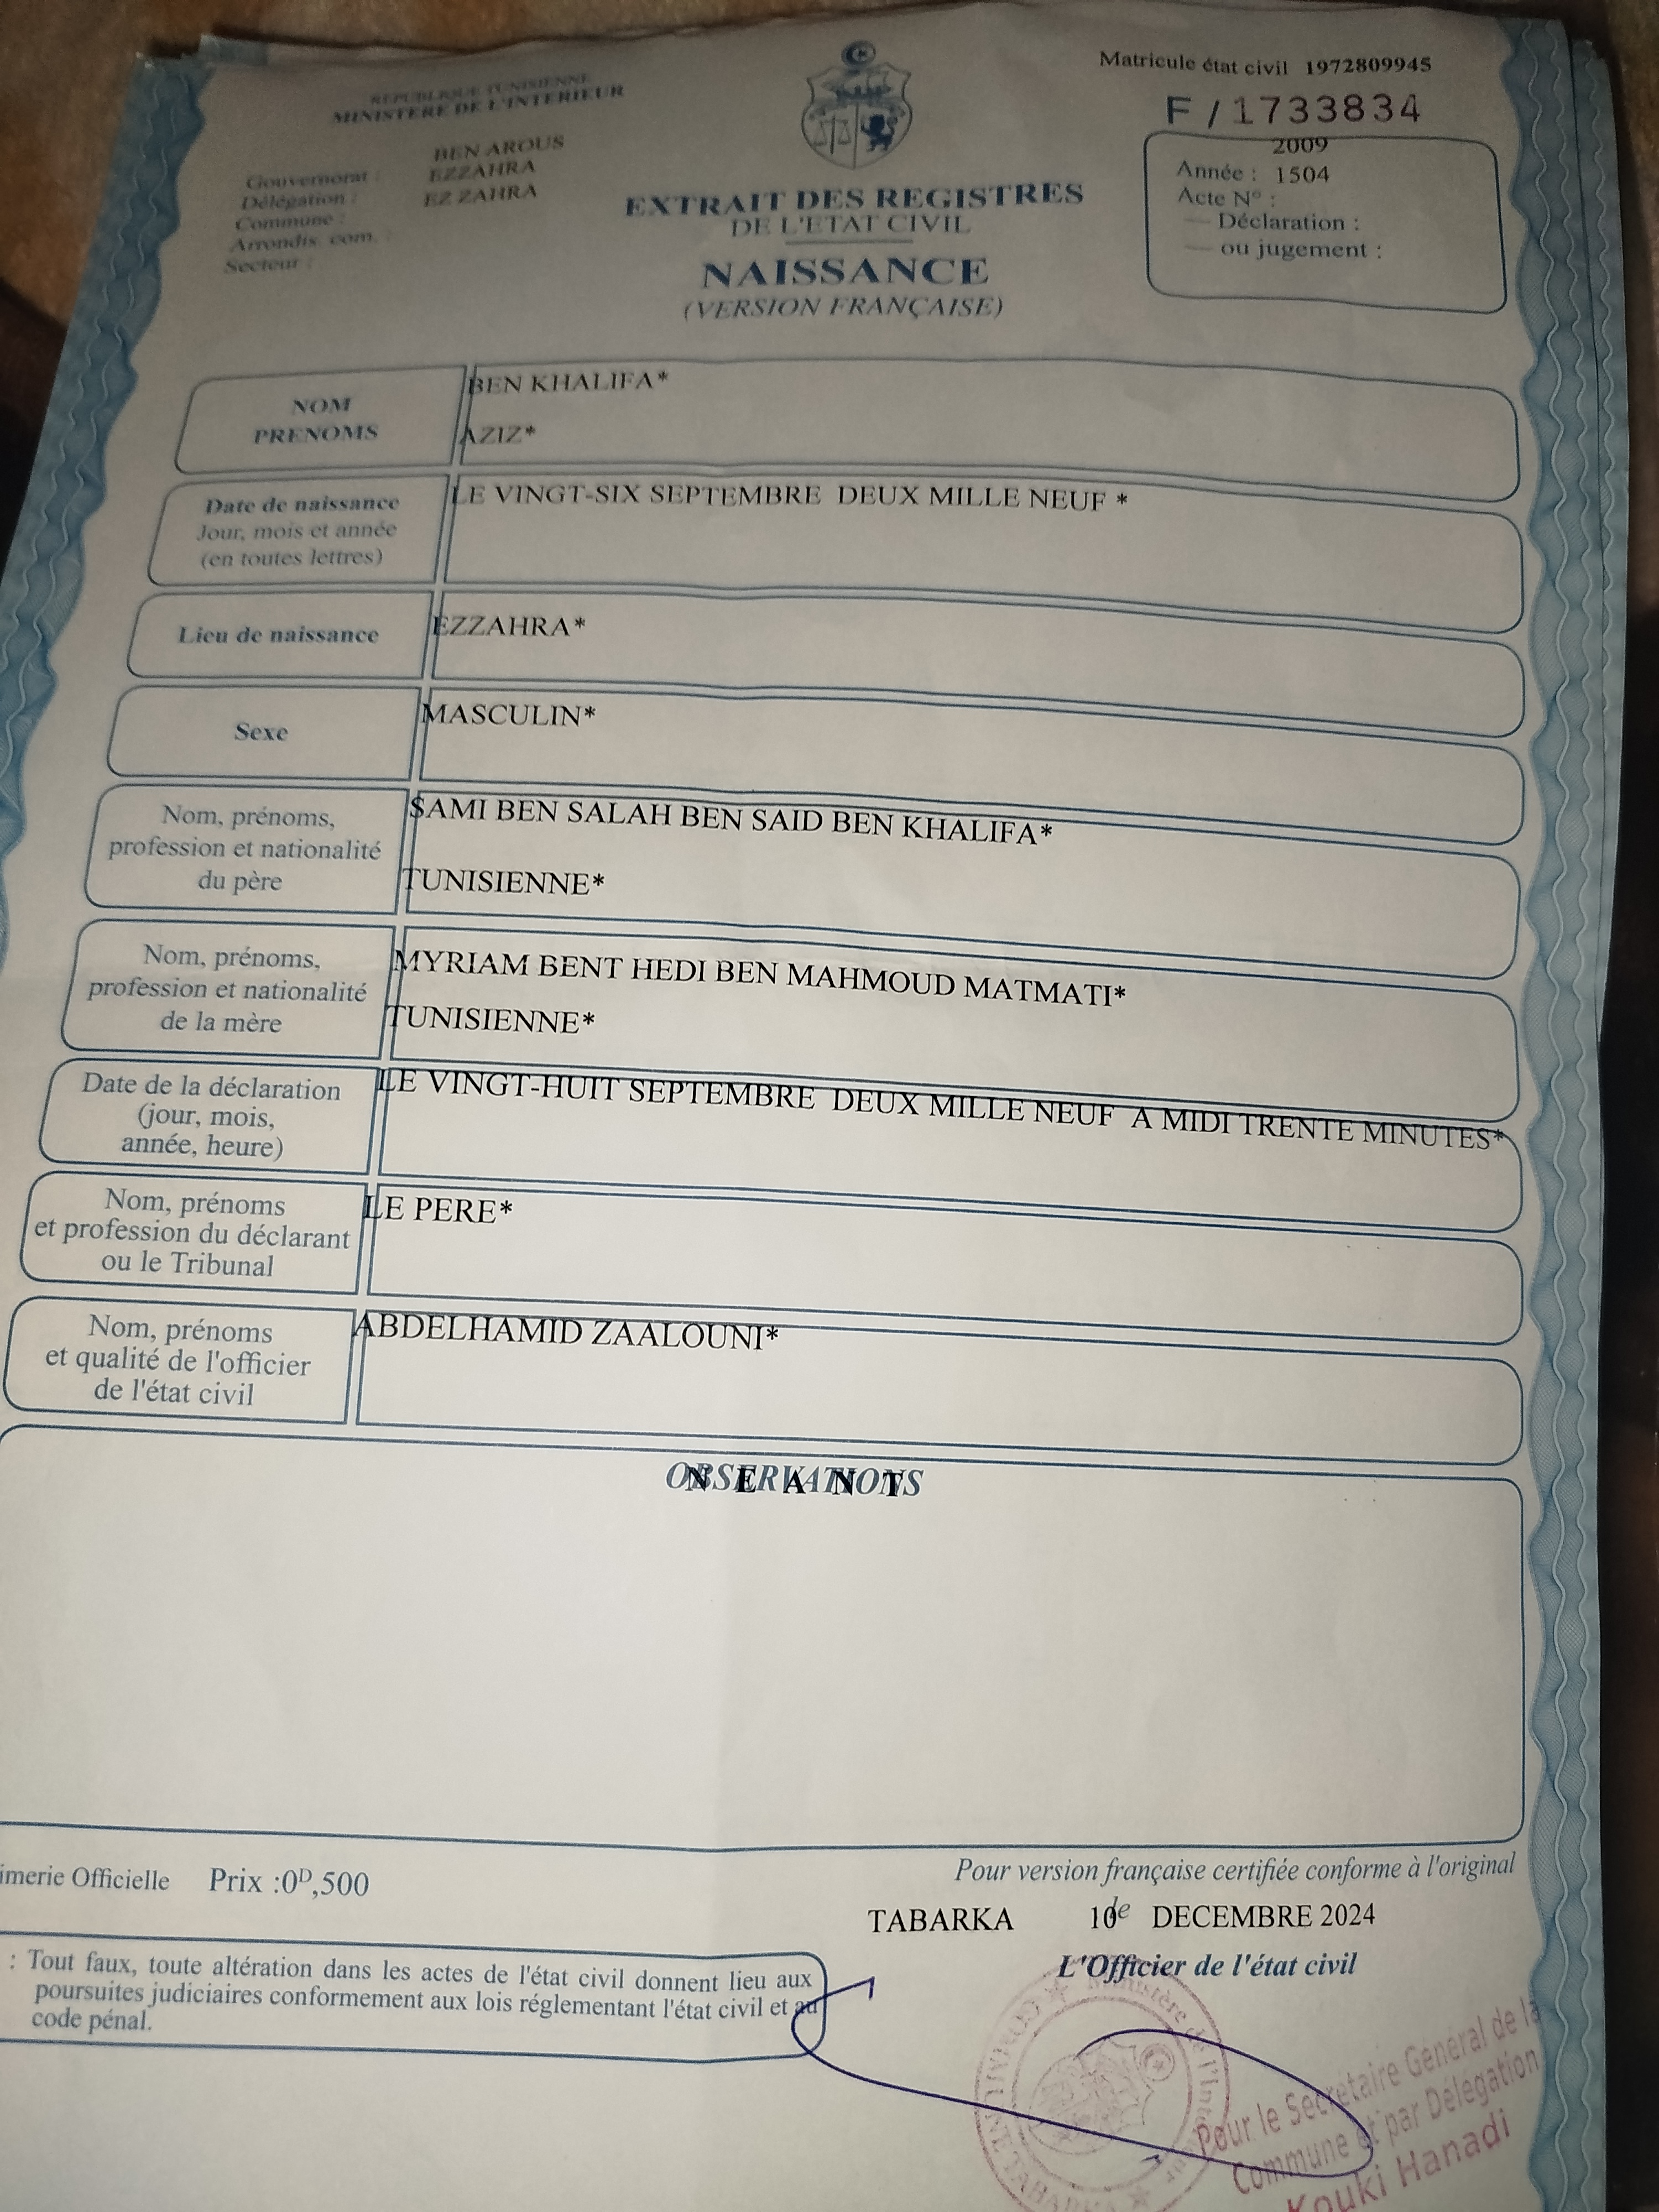 REPUBLIQUE TUNISIENNE
MINISTERE DE L'INTERIEUR
Matricule état civil 1972809945
F / 1733834
BEN AROUS
Gouvernorat : EZZAHRA
Délégation : EZ ZAHRA
Commune :
Arrondis. com.
Secteur :
EXTRAIT DES REGISTRES
DE L'ETAT CIVIL
NAISSANCE
(VERSION FRANÇAISE)
2009
Année : 1504
Acte N° :
— Déclaration :
— ou jugement :
NOM
BEN KHALIFA*
PRENOMS
AZIZ*
Date de naissance
Jour, mois et année
(en toutes lettres)
LE VINGT-SIX SEPTEMBRE DEUX MILLE NEUF *
Lieu de naissance
EZZAHRA*
Sexe
MASCULIN*
Nom, prénoms,
profession et nationalité
du père
SAMI BEN SALAH BEN SAID BEN KHALIFA*
TUNISIENNE*
Nom, prénoms,
profession et nationalité
de la mère
MYRIAM BENT HEDI BEN MAHMOUD MATMATI*
TUNISIENNE*
Date de la déclaration
(jour, mois,
année, heure)
LE VINGT-HUIT SEPTEMBRE DEUX MILLE NEUF A MIDI TRENTE MINUTES*
Nom, prénoms
et profession du déclarant
ou le Tribunal
LE PERE*
Nom, prénoms
et qualité de l'officier
de l'état civil
ABDELHAMID ZAALOUNI*
OBSERVATIONS
N E A N T
imerie Officielle Prix :0ᴰ,500
Pour version française certifiée conforme à l'original
TABARKA le 10 DECEMBRE 2024
L'Officier de l'état civil
: Tout faux, toute altération dans les actes de l'état civil donnent lieu aux
poursuites judiciaires conformement aux lois réglementant l'état civil et au
code pénal.
Pour le Secrétaire Général de la
Commune et par Délégation
Kouki Hanadi